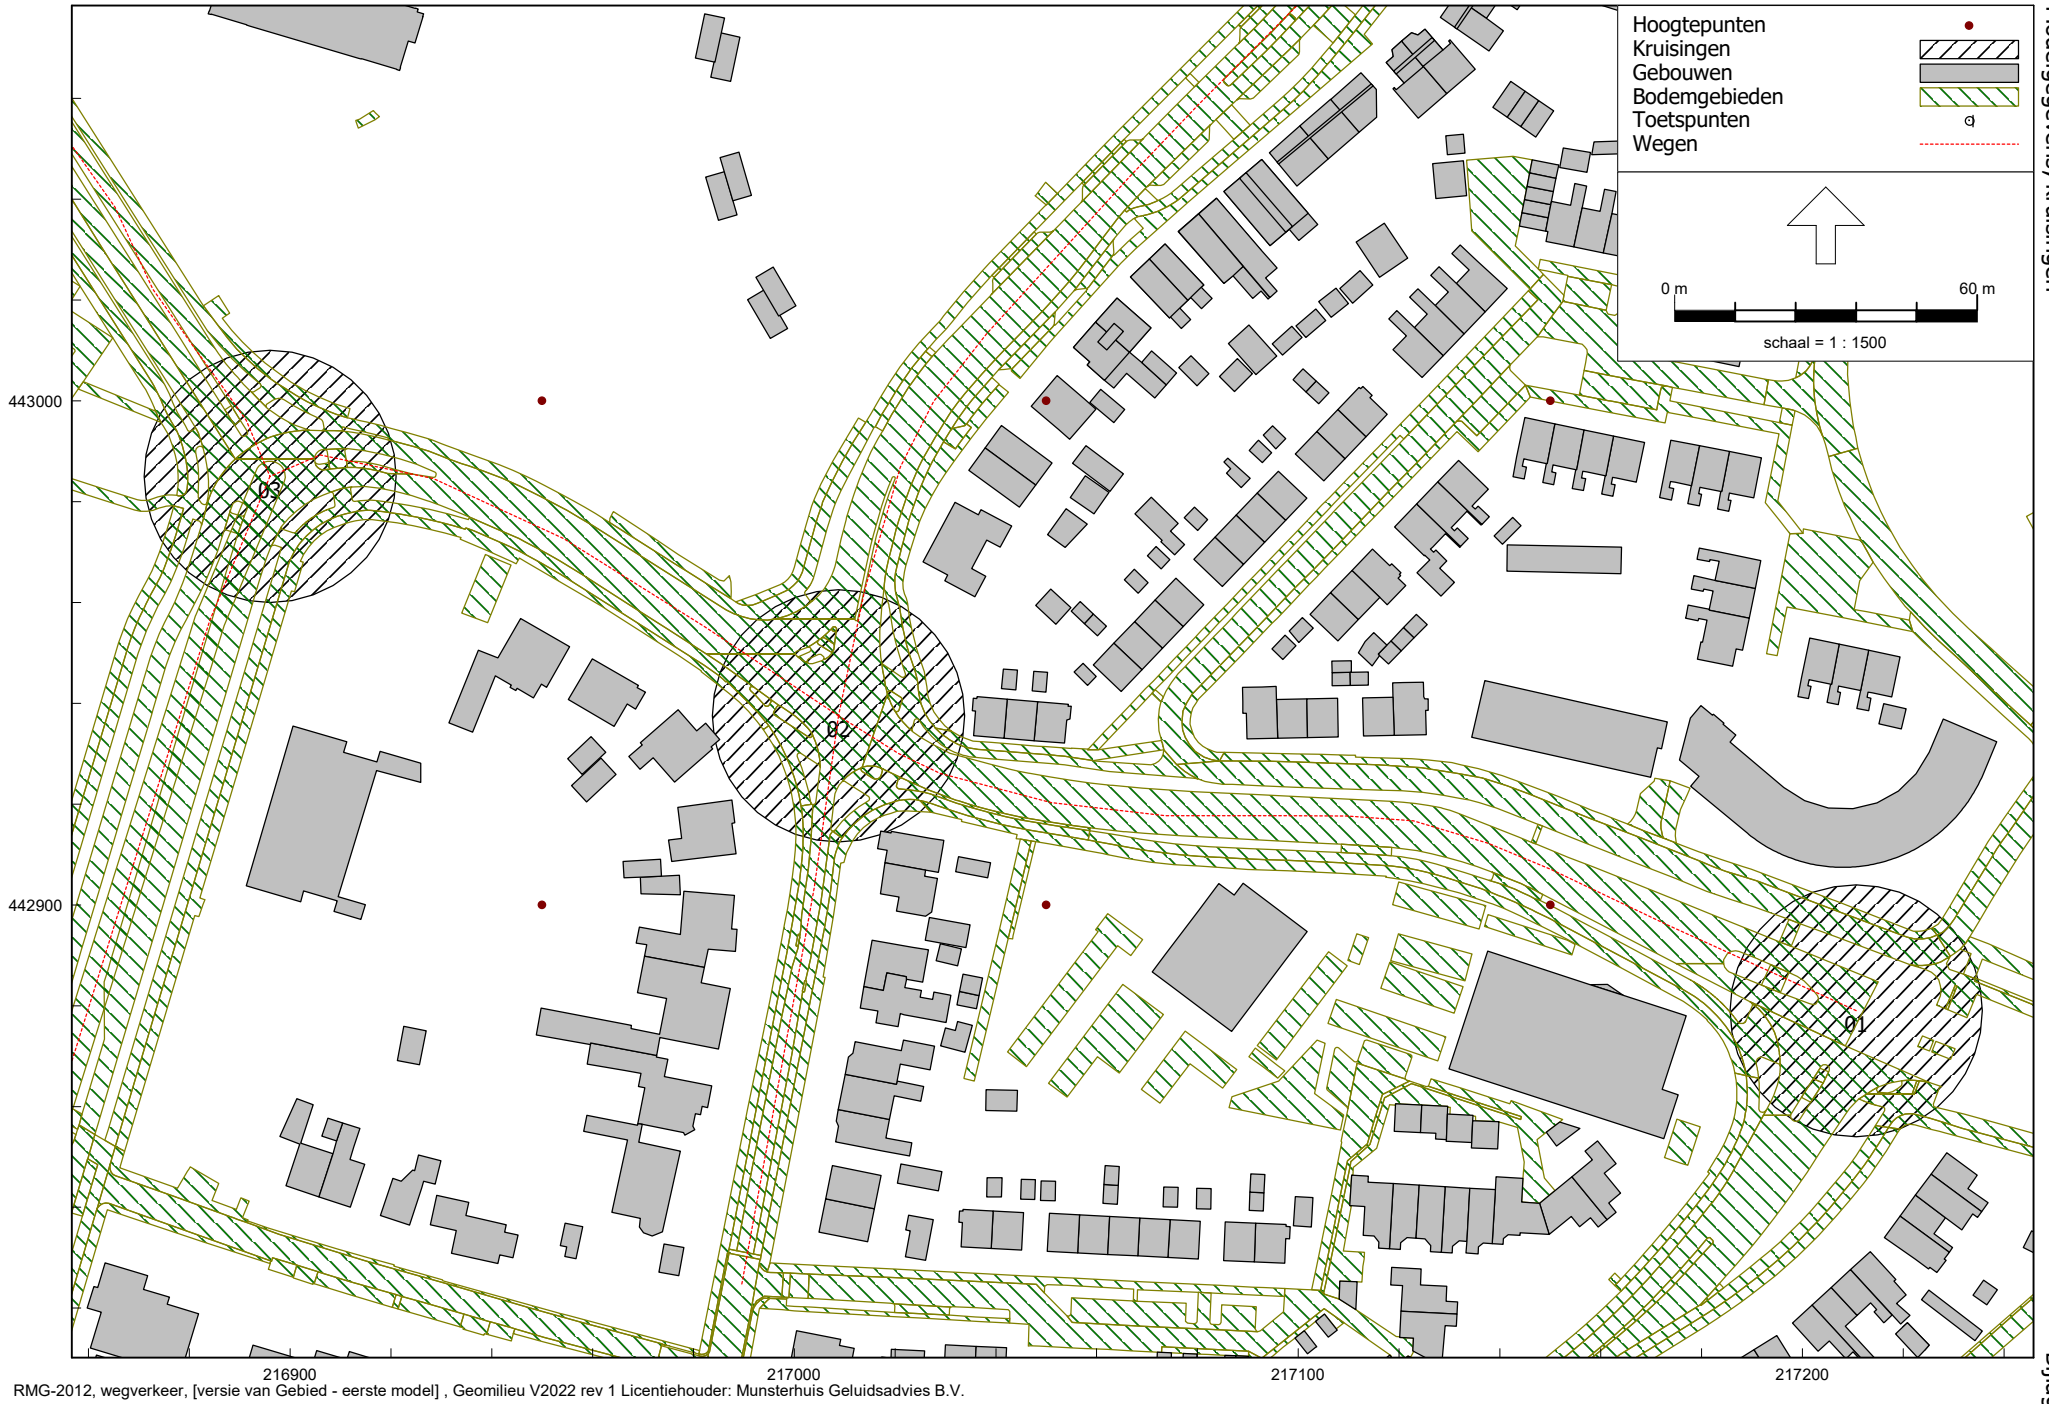 Hoogtepunten
Kruisingen
Gebouwen
Bodemgebieden
Toetspunten
Wegen
0 m 60 m
schaal = 1 : 1500
443000
03
02
442900
01
216900 217000 217100 217200
RMG-2012, wegverkeer, [versie van Gebied - eerste model] , Geomilieu V2022 rev 1 Licentiehouder: Munsterhuis Geluidsadvies B.V.